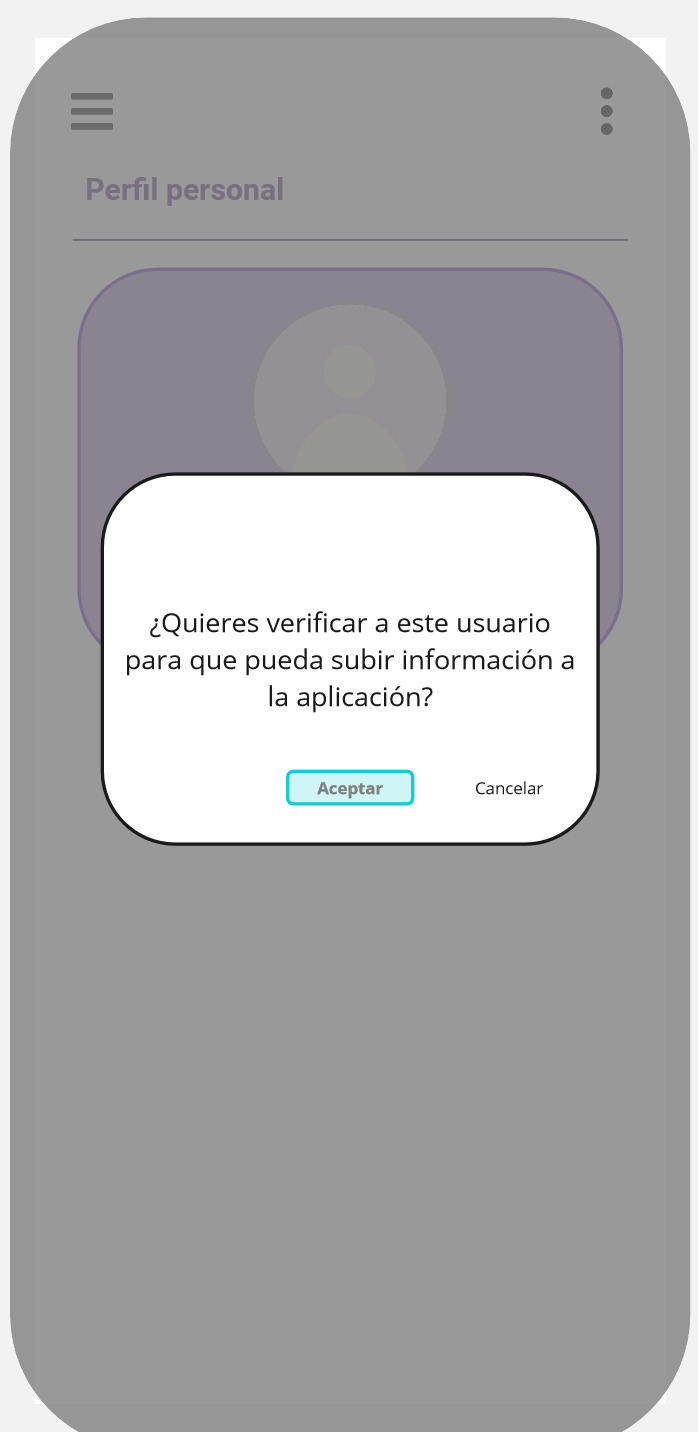 Perfil personal
¿Quieres verificar a este usuario
para que pueda subir información a
la aplicación?
Aceptar
Cancelar